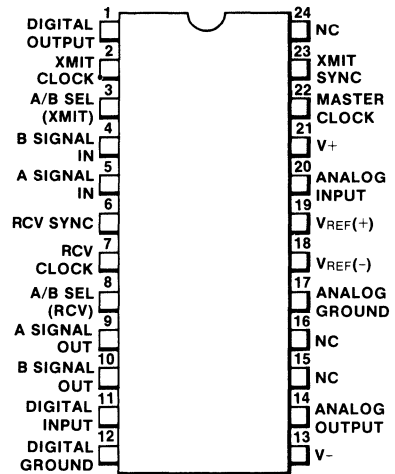 1
DIGITAL
OUTPUT
2
XMIT
CLOCK
3
A/B SEL
(XMIT)
4
B SIGNAL
IN
5
A SIGNAL
IN
6
RCV SYNC
7
RCV
CLOCK
8
A/B SEL
(RCV)
9
A SIGNAL
OUT
10
B SIGNAL
OUT
11
DIGITAL
INPUT
12
DIGITAL
GROUND
24
NC
23
XMIT
SYNC
22
MASTER
CLOCK
21
V+
20
ANALOG
INPUT
19
VREF(+)
18
VREF(-)
17
ANALOG
GROUND
16
NC
15
NC
14
ANALOG
OUTPUT
13
V-